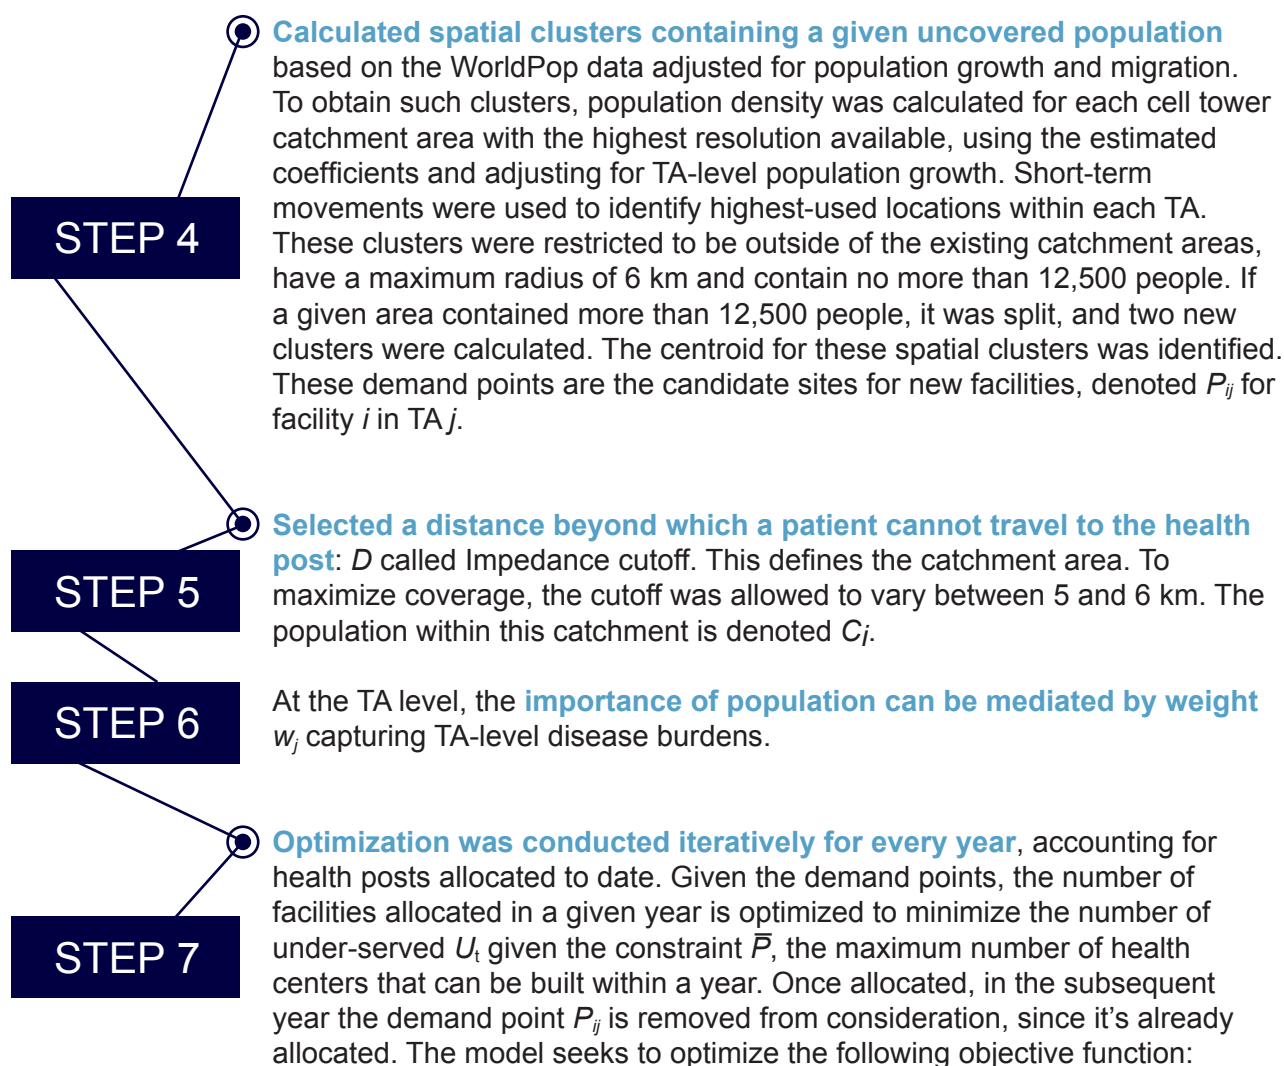 Calculated spatial clusters containing a given uncovered population
based on the WorldPop data adjusted for population growth and migration.
To obtain such clusters, population density was calculated for each cell tower
catchment area with the highest resolution available, using the estimated
coefficients and adjusting for TA-level population growth. Short-term
movements were used to identify highest-used locations within each TA.
STEP 4
These clusters were restricted to be outside of the existing catchment areas,
have a maximum radius of 6 km and contain no more than 12,500 people. If
a given area contained more than 12,500 people, it was split, and two new
clusters were calculated. The centroid for these spatial clusters was identified.
These demand points are the candidate sites for new facilities, denoted P_ij for
facility i in TA j.
Selected a distance beyond which a patient cannot travel to the health
post: D called Impedance cutoff. This defines the catchment area. To
STEP 5
maximize coverage, the cutoff was allowed to vary between 5 and 6 km. The
population within this catchment is denoted C_i.
At the TA level, the importance of population can be mediated by weight
STEP 6
w_j capturing TA-level disease burdens.
Optimization was conducted iteratively for every year, accounting for
health posts allocated to date. Given the demand points, the number of
facilities allocated in a given year is optimized to minimize the number of
under-served U_t given the constraint P̅, the maximum number of health
STEP 7
centers that can be built within a year. Once allocated, in the subsequent
year the demand point P_ij is removed from consideration, since it's already
allocated. The model seeks to optimize the following objective function: